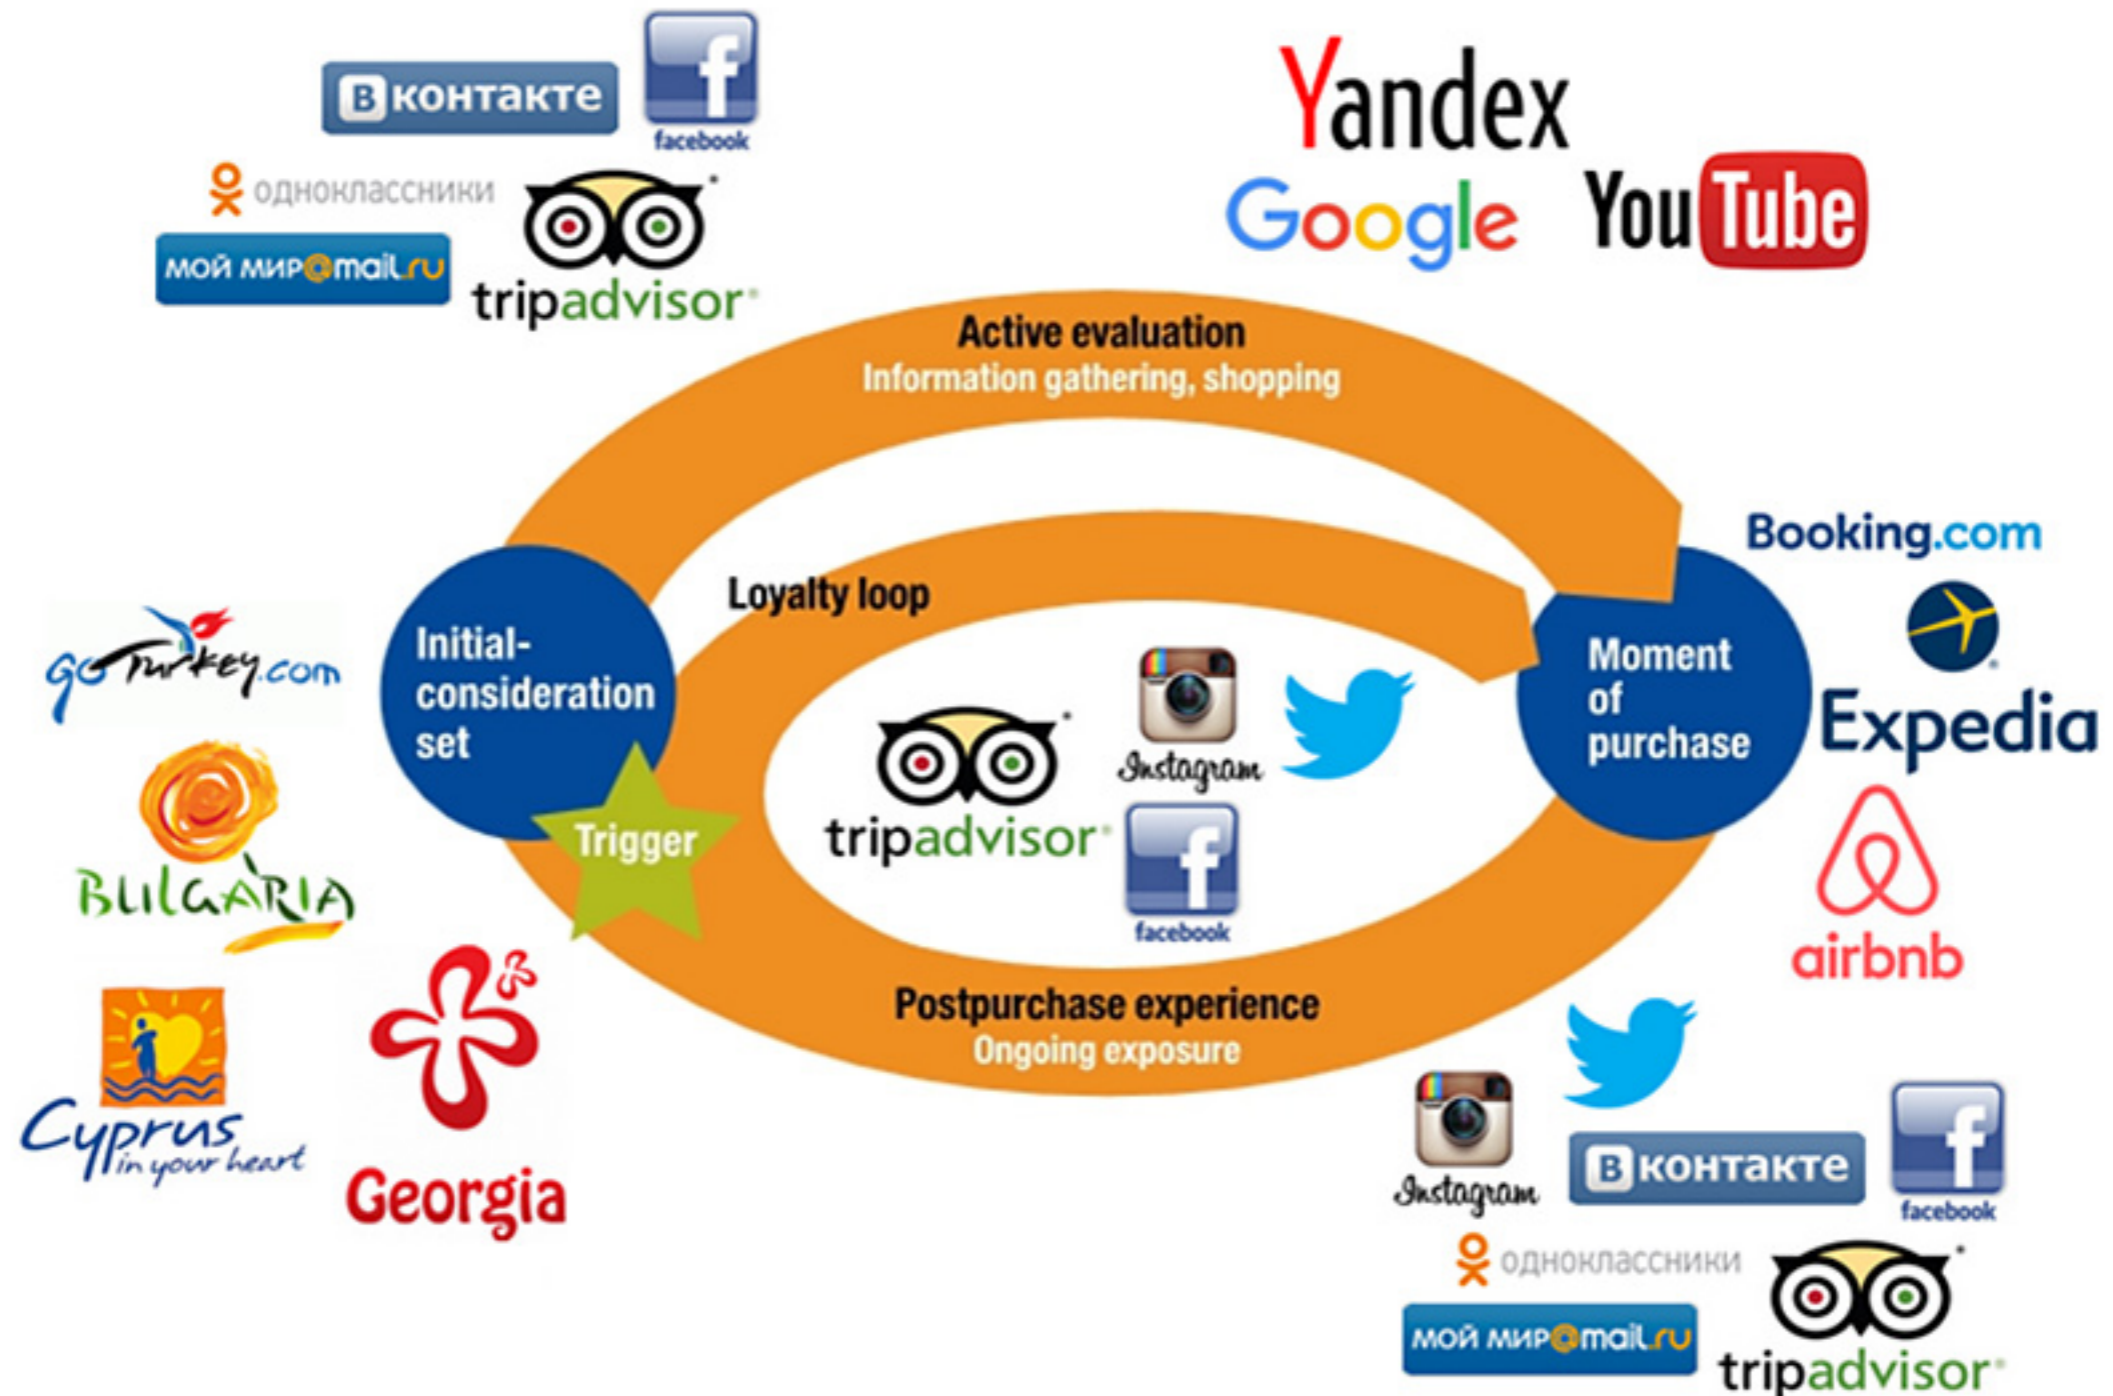 Вконтакте
facebook
одноклассники
мой мир@mail.ru
tripadvisor
Yandex
Google
YouTube
Active evaluation
Information gathering, shopping
Loyalty loop
Initial-
consideration
set
Trigger
Moment
of
purchase
Booking.com
Expedia
airbnb
go Turkey.com
BULGARIA
Cyprus
in your heart
Georgia
tripadvisor
Instagram
facebook
Postpurchase experience
Ongoing exposure
Instagram
Вконтакте
facebook
одноклассники
мой мир@mail.ru
tripadvisor